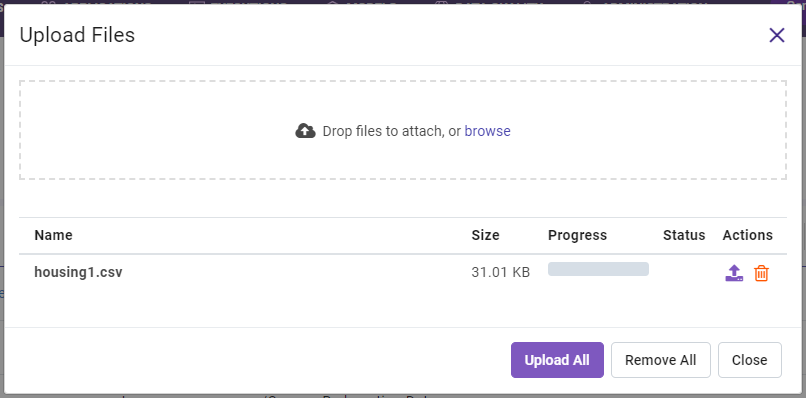 Upload Files
Drop files to attach, or browse
Name Size Progress Status Actions
housing1.csv 31.01 KB
Upload All Remove All Close